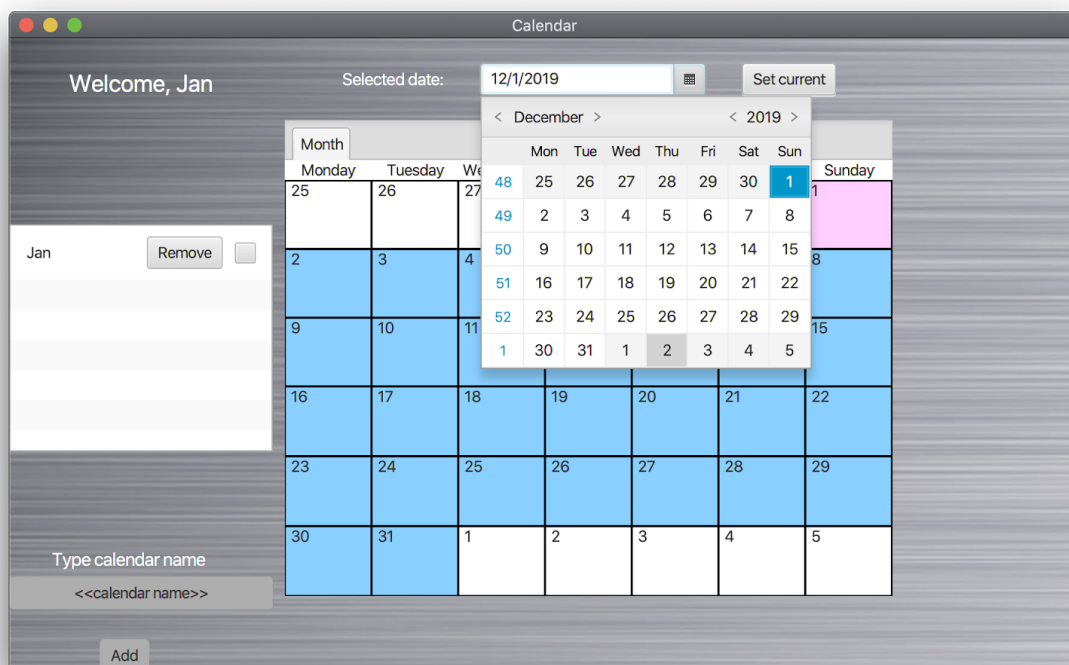 Calendar
Welcome, Jan
Selected date: 12/1/2019 Set current
< December > < 2019 >
Mon Tue Wed Thu Fri Sat Sun
48 25 26 27 28 29 30 1
49 2 3 4 5 6 7 8
50 9 10 11 12 13 14 15
51 16 17 18 19 20 21 22
52 23 24 25 26 27 28 29
1 30 31 1 2 3 4 5
Month
Monday Tuesday We Sunday
25 26 27 1
2 3 4 8
9 10 11 15
16 17 18 19 20 21 22
23 24 25 26 27 28 29
30 31 1 2 3 4 5
Jan Remove
Type calendar name
<<calendar name>>
Add